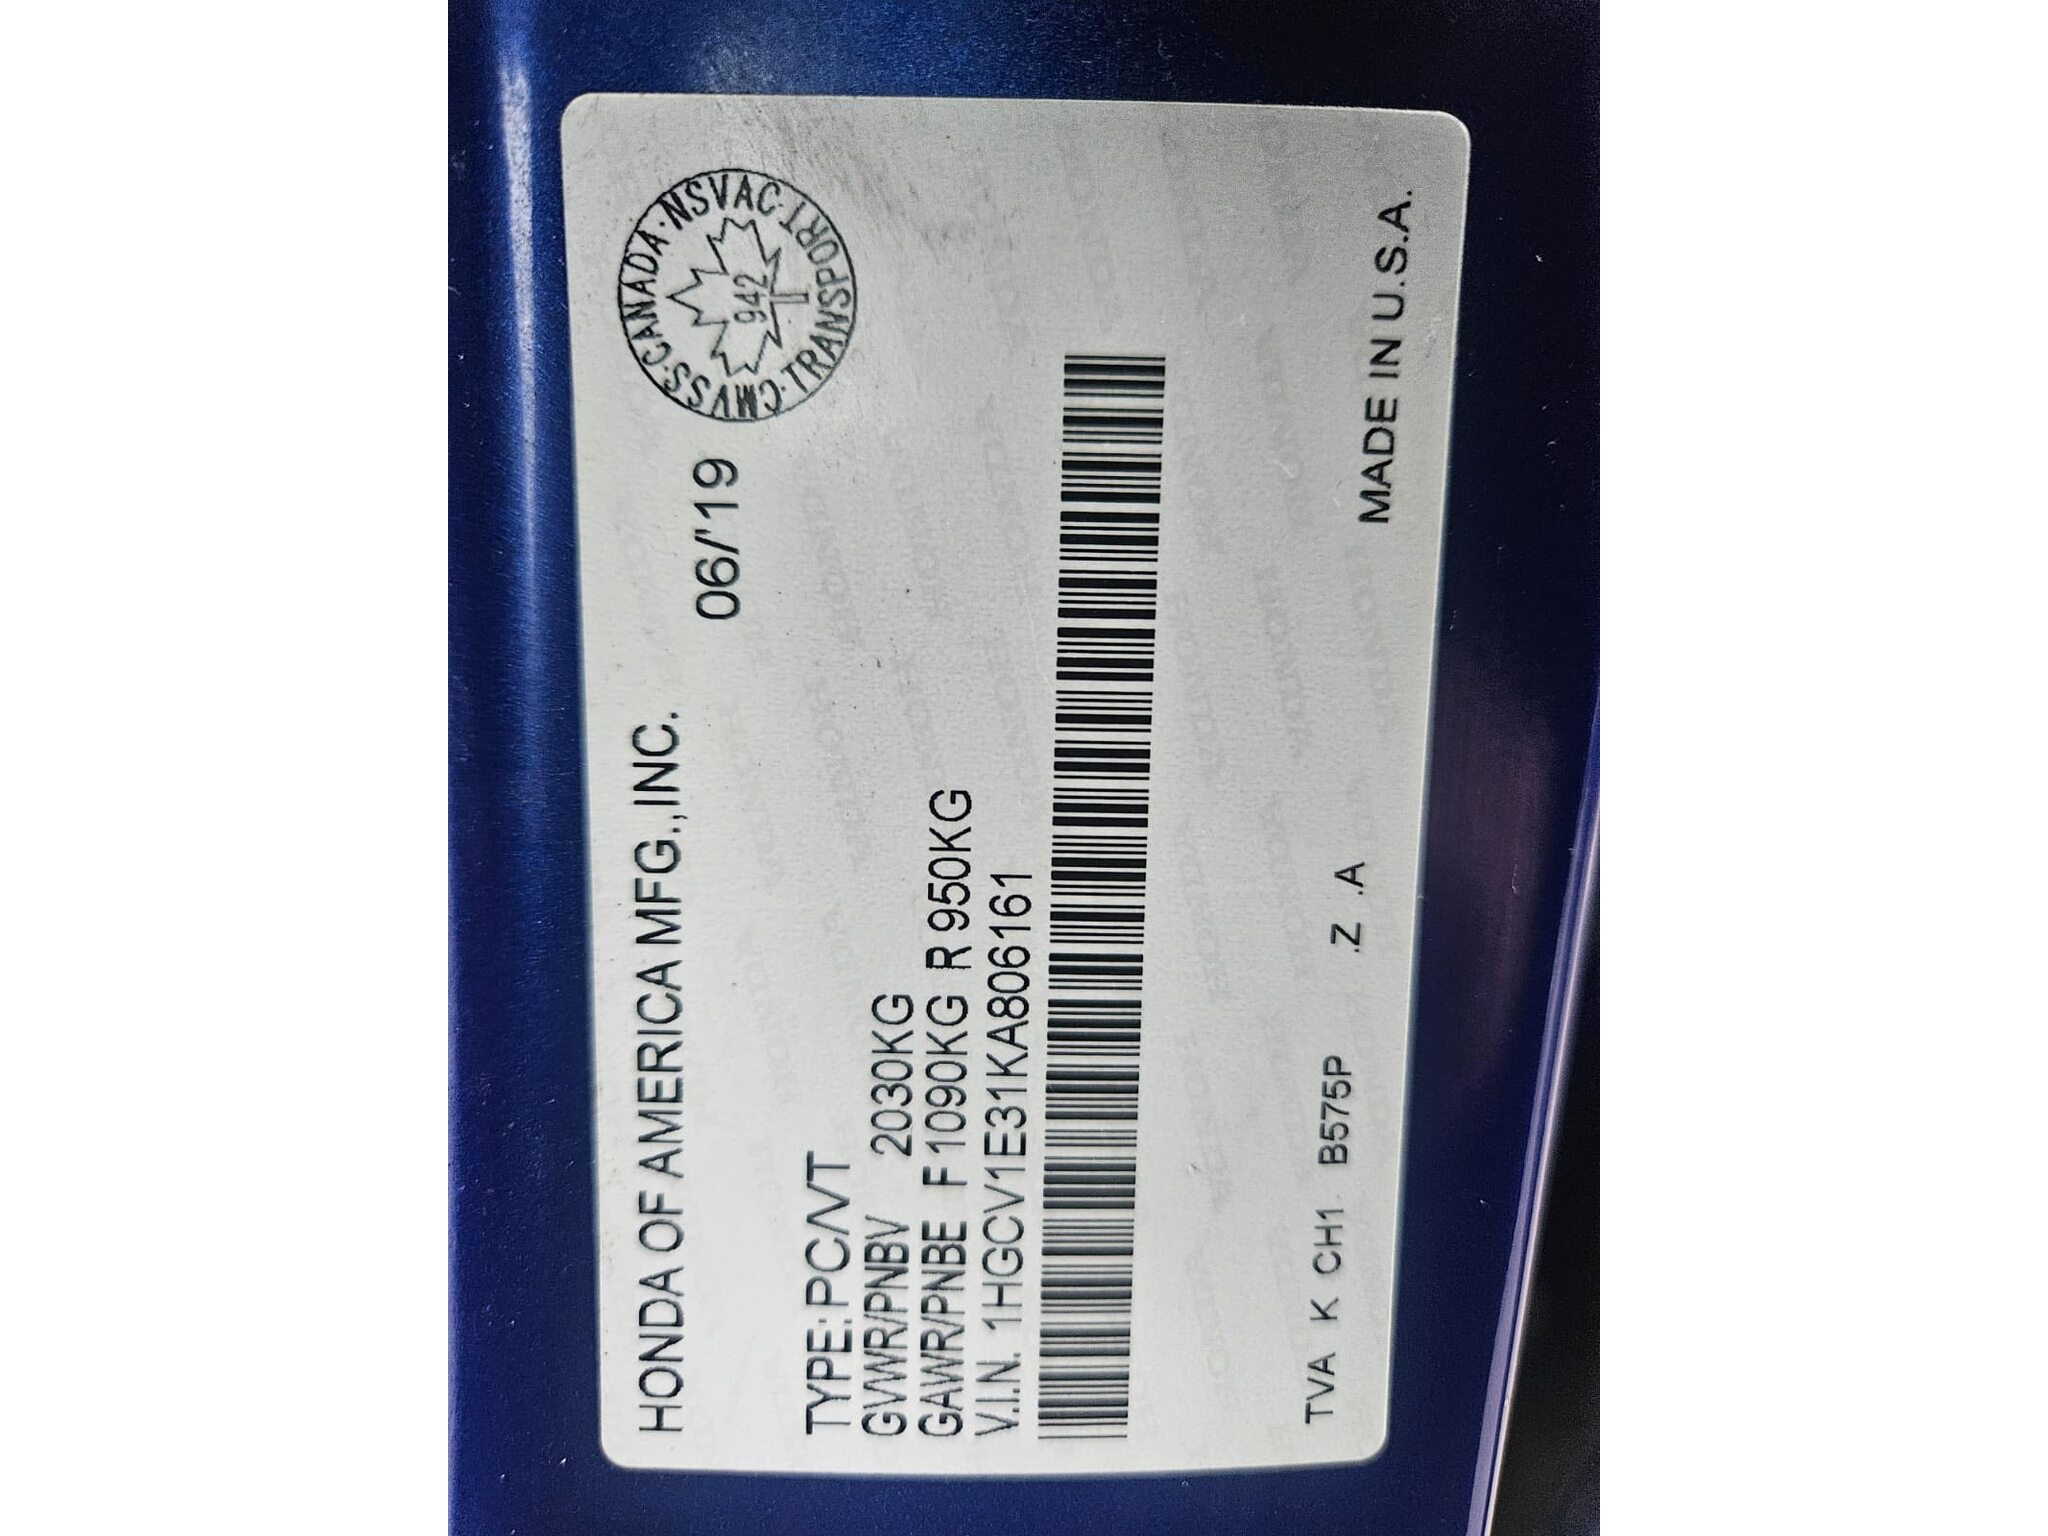 HONDA OF AMERICA MFG.,INC.
06/'19
CMVSS·CANADA·NSVAC·TRANSPORT·
942
T
TYPE:PC/VT
GVWR/PNBV 2030KG
GAWR/PNBE F 1090KG R 950KG
V.I.N. 1HGCV1E31KA806161
TVA K CH1 B575P .Z .A
MADE IN U.S.A.